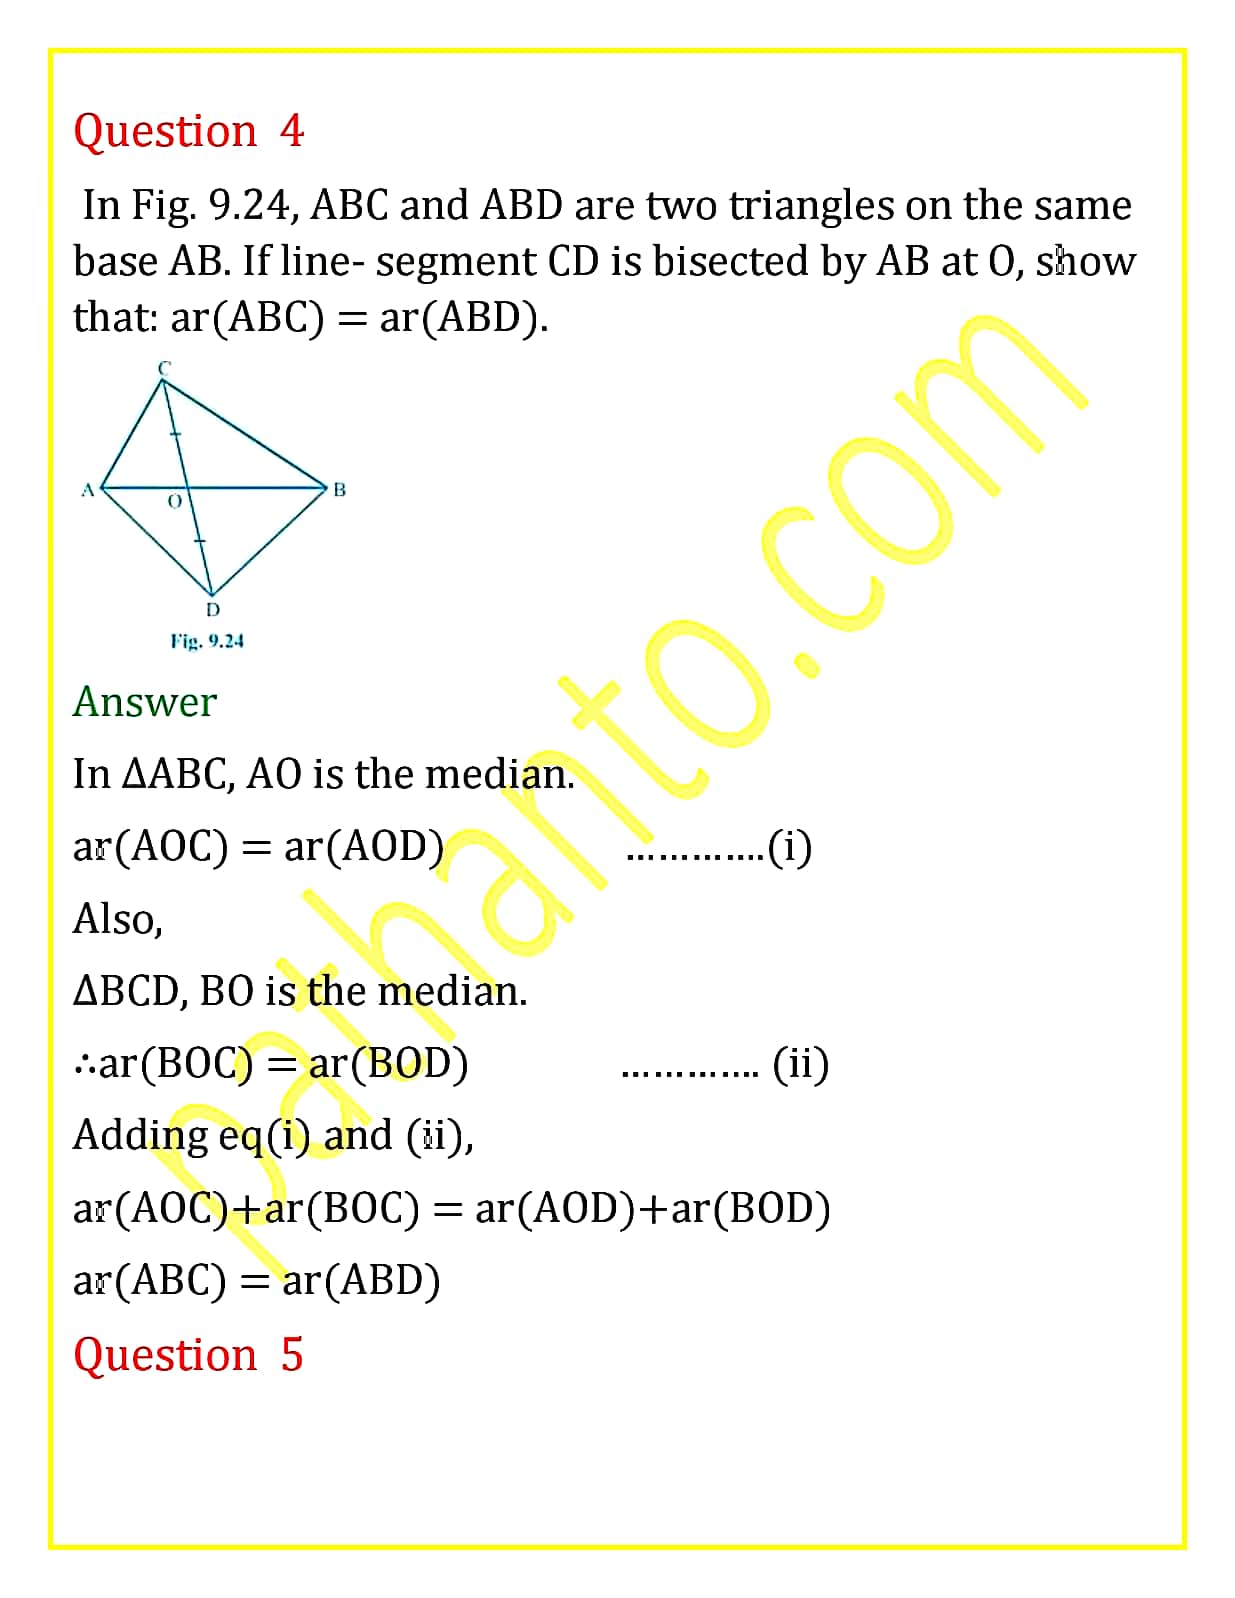 Question 4
In Fig. 9.24, ABC and ABD are two triangles on the same
base AB. If line- segment CD is bisected by AB at O, show
that: ar(ABC) = ar(ABD).
C
A
O
B
D
Fig. 9.24
Answer
In ΔABC, AO is the median.
ar(AOC) = ar(AOD) ………….(i)
Also,
ΔBCD, BO is the median.
∴ar(BOC) = ar(BOD) …………. (ii)
Adding eq(i) and (ii),
ar(AOC)+ar(BOC) = ar(AOD)+ar(BOD)
ar(ABC) = ar(ABD)
Question 5
pathanto.com